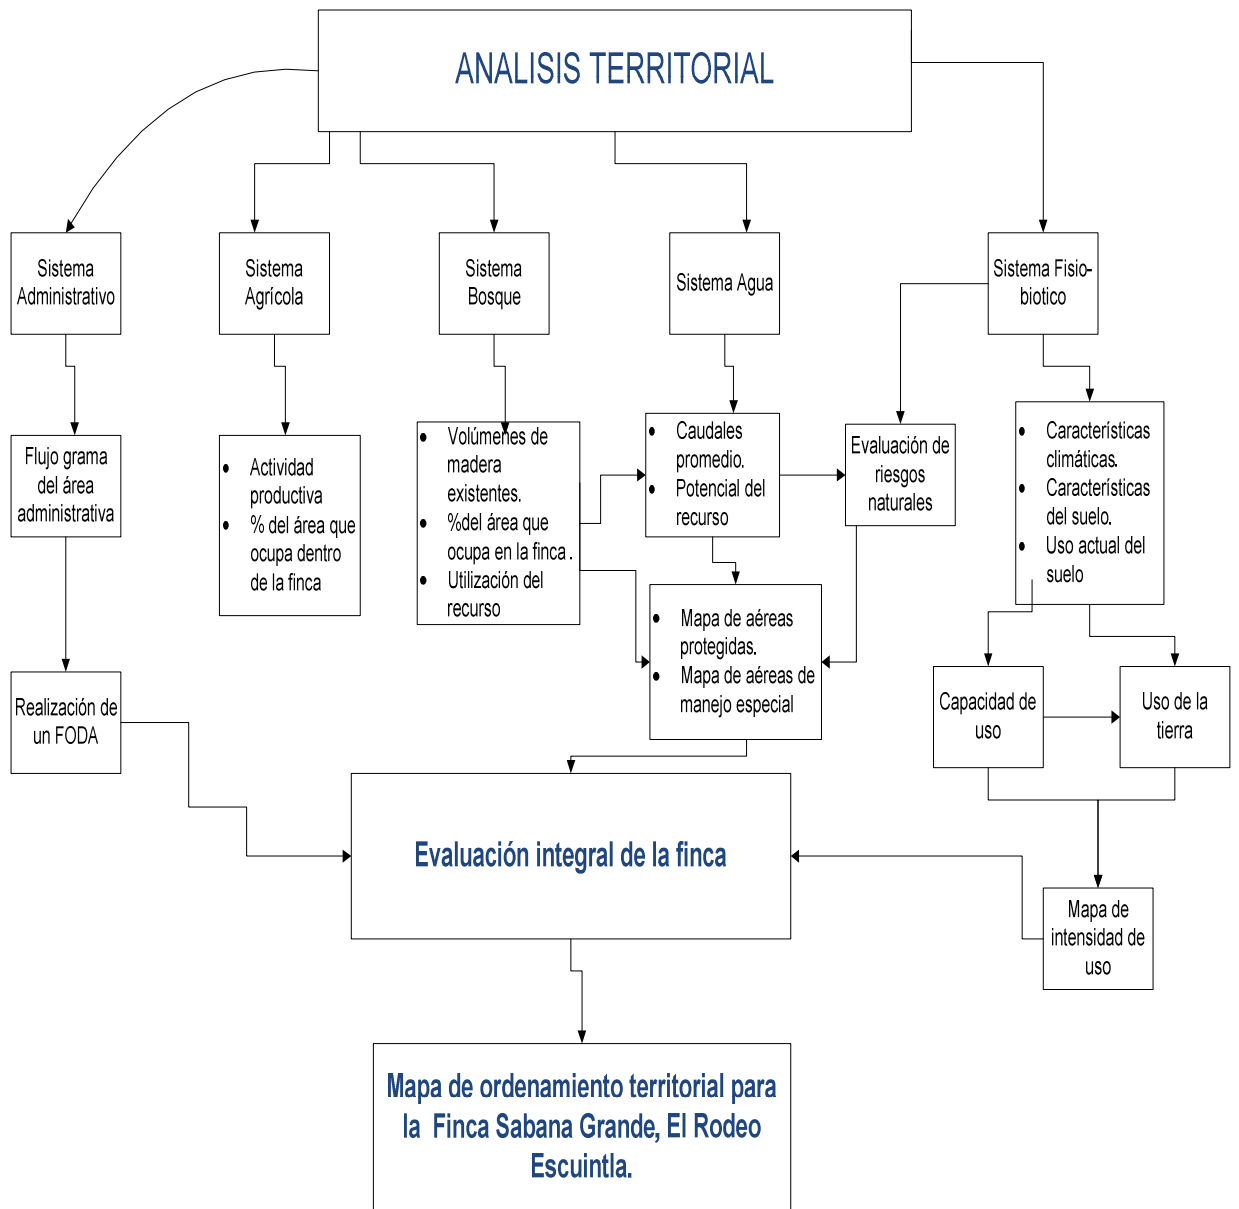 ANALISIS TERRITORIAL
Sistema
Administrativo
Sistema
Agrícola
Sistema
Bosque
Sistema Agua
Sistema Fisio-
biotico
Flujo grama
del área
administrativa
• Actividad
productiva
• % del área que
ocupa dentro
de la finca
• Volúmenes de
madera
existentes.
• %del área que
ocupa en la finca .
• Utilización del
recurso
• Caudales
promedio.
• Potencial del
recurso
Evaluación de
riesgos
naturales
• Características
climáticas.
• Características
del suelo.
• Uso actual del
suelo
• Mapa de aéreas
protegidas.
• Mapa de aéreas de
manejo especial
Realización de
un FODA
Capacidad de
uso
Uso de la
tierra
Evaluación integral de la finca
Mapa de
intensidad de
uso
Mapa de ordenamiento territorial para
la Finca Sabana Grande, El Rodeo
Escuintla.